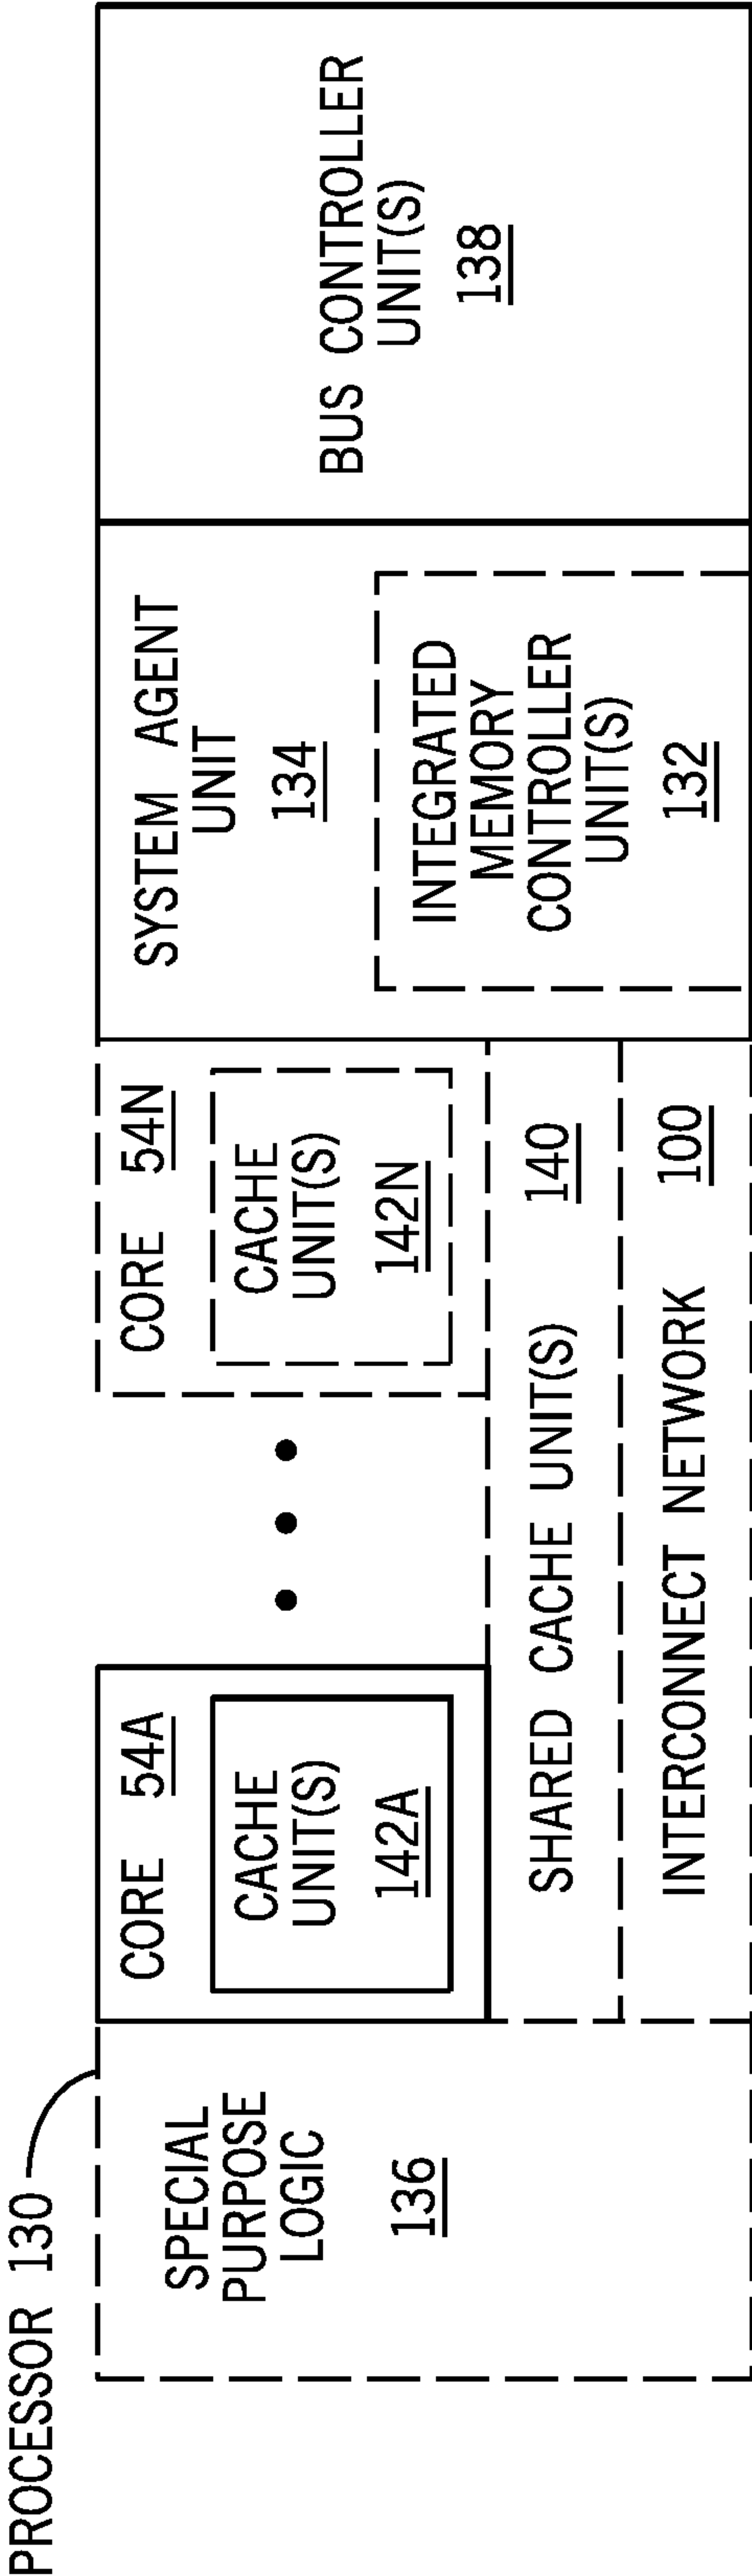 PROCESSOR 130
SPECIAL
PURPOSE
LOGIC
136
CORE 54A
CACHE
UNIT(S)
142A
CORE 54N
CACHE
UNIT(S)
142N
SHARED CACHE UNIT(S) 140
INTERCONNECT NETWORK 100
SYSTEM AGENT
UNIT
134
INTEGRATED
MEMORY
CONTROLLER
UNIT(S)
132
BUS CONTROLLER
UNIT(S)
138